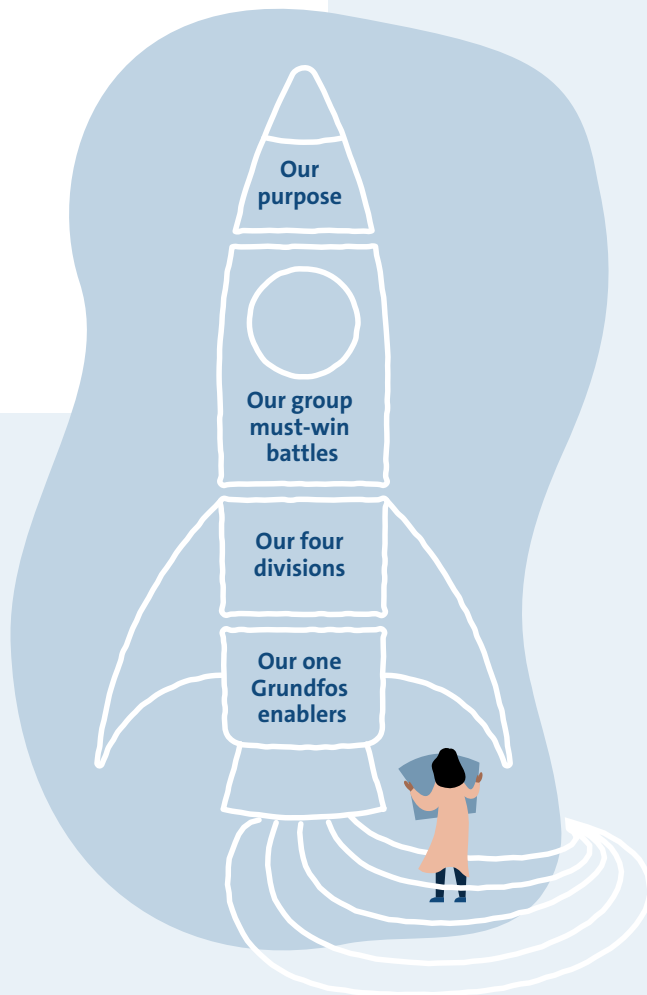 Our
purpose
Our group
must-win
battles
Our four
divisions
Our one
Grundfos
enablers